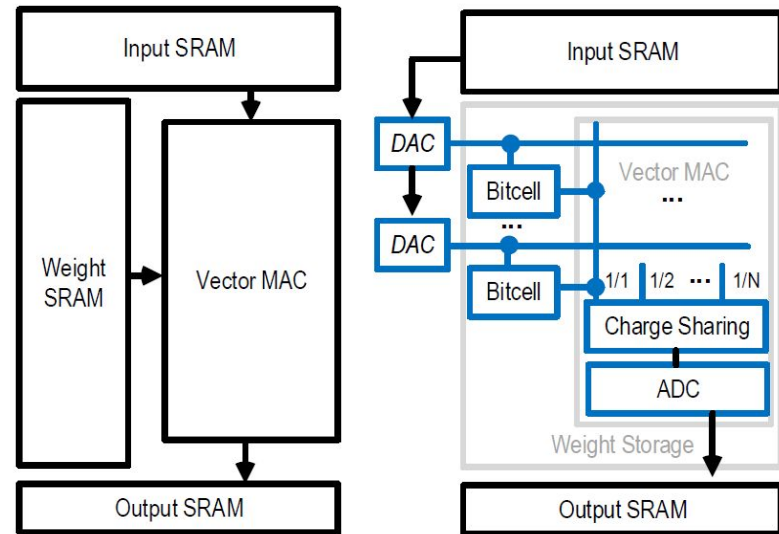 Input SRAM
Weight
SRAM
Vector MAC
Output SRAM
Input SRAM
DAC
Vector MAC
...
Bitcell
...
DAC
Bitcell
1/1 1/2 ... 1/N
Charge Sharing
ADC
Weight Storage
Output SRAM